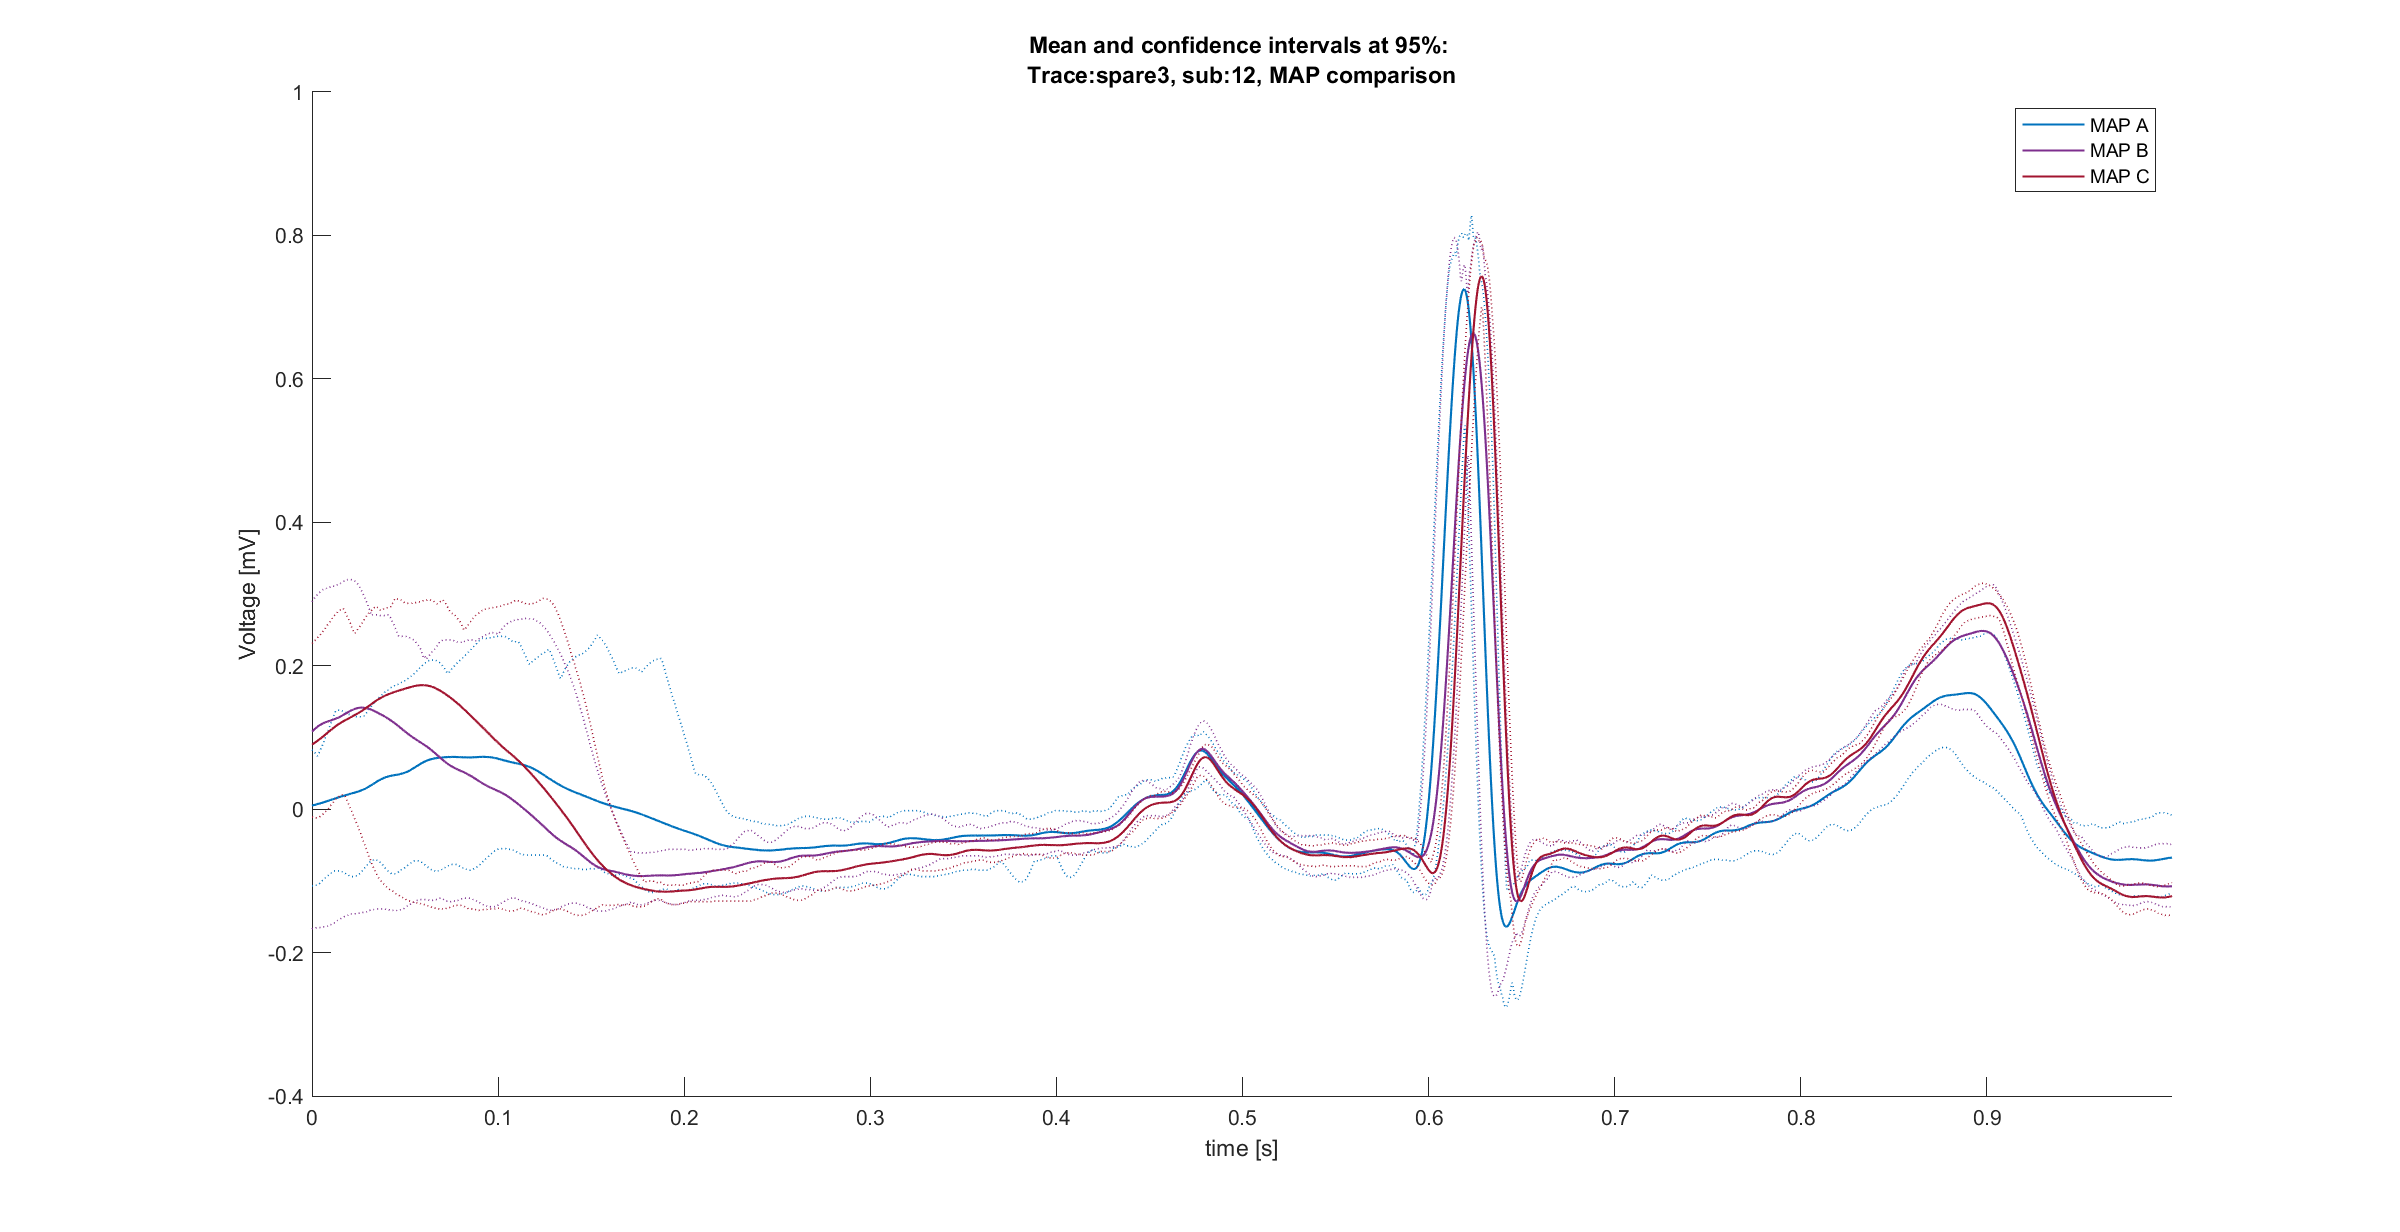 Mean and confidence intervals at 95%:
Trace:spare3, sub:12, MAP comparison
MAP A
MAP B
MAP C
Voltage [mV]
1
0.8
0.6
0.4
0.2
0
-0.2
-0.4
0 0.1 0.2 0.3 0.4 0.5 0.6 0.7 0.8 0.9
time [s]